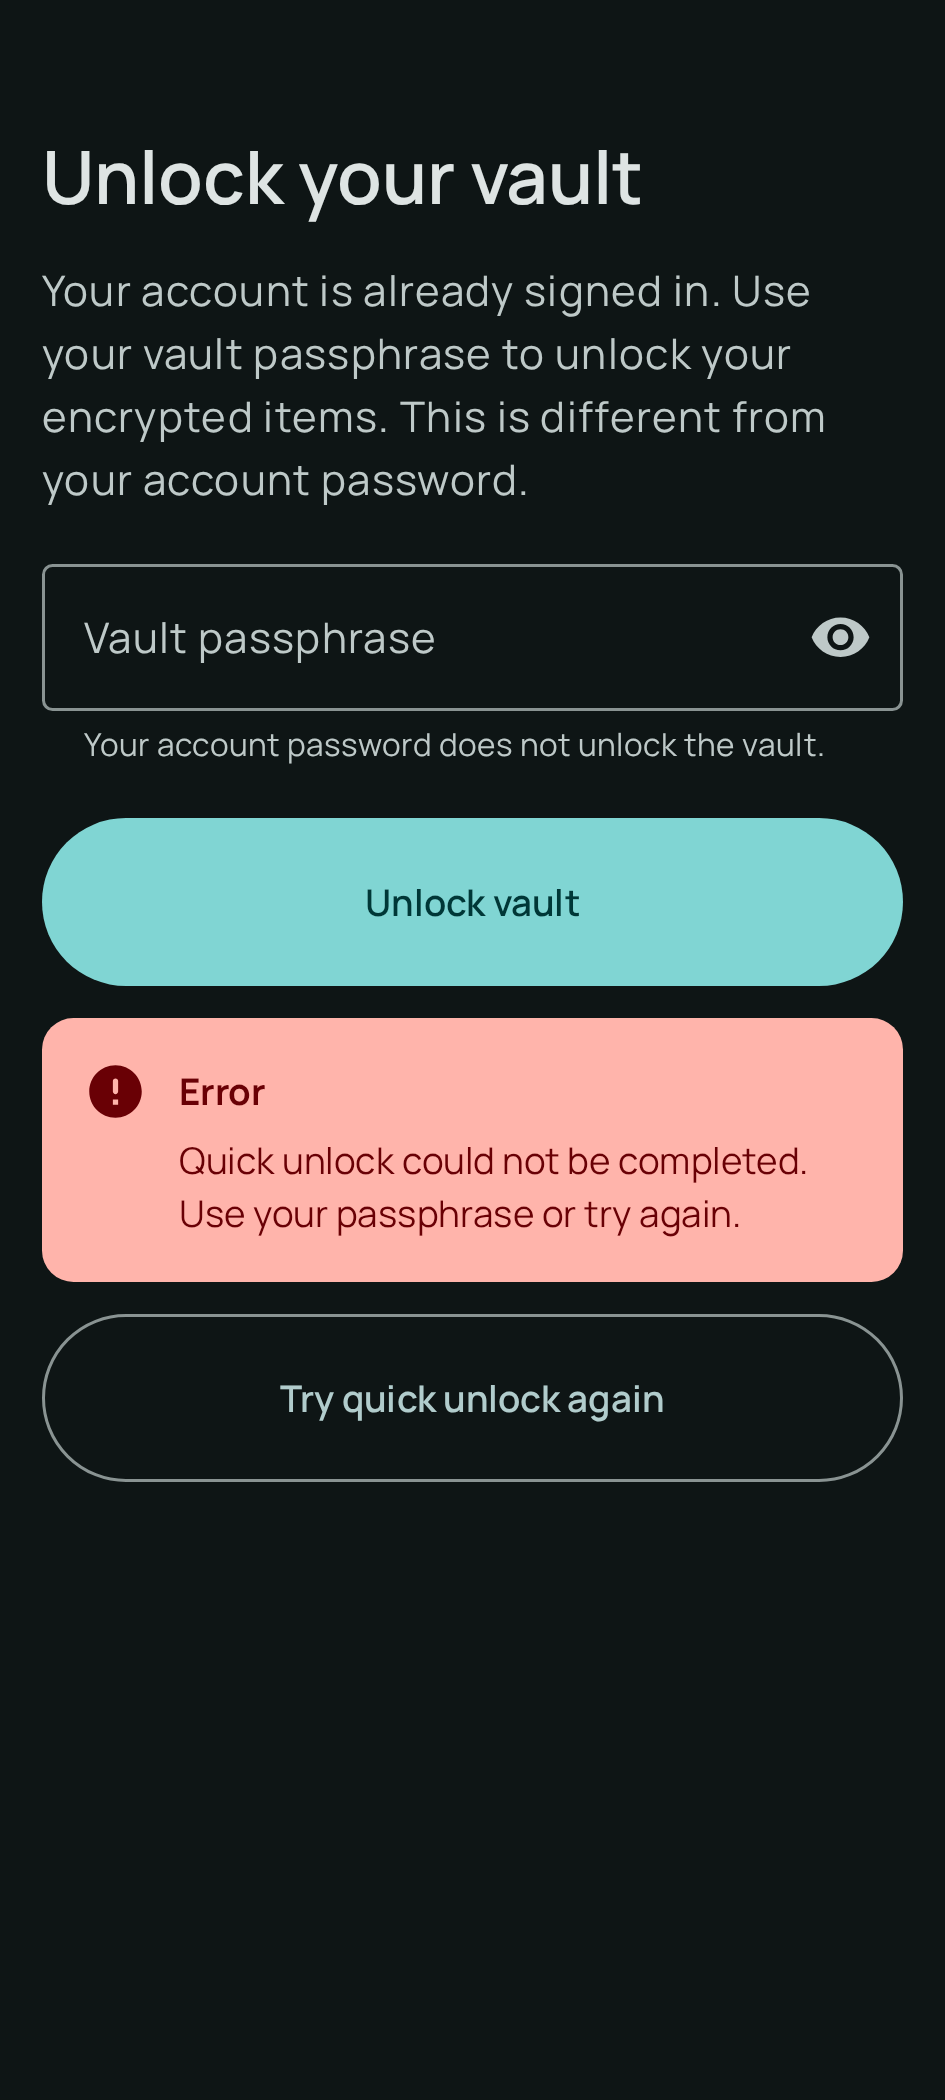 Unlock your vault
Your account is already signed in. Use
your vault passphrase to unlock your
encrypted items. This is different from
your account password.
Vault passphrase
Your account password does not unlock the vault.
Unlock vault
Error
Quick unlock could not be completed.
Use your passphrase or try again.
Try quick unlock again